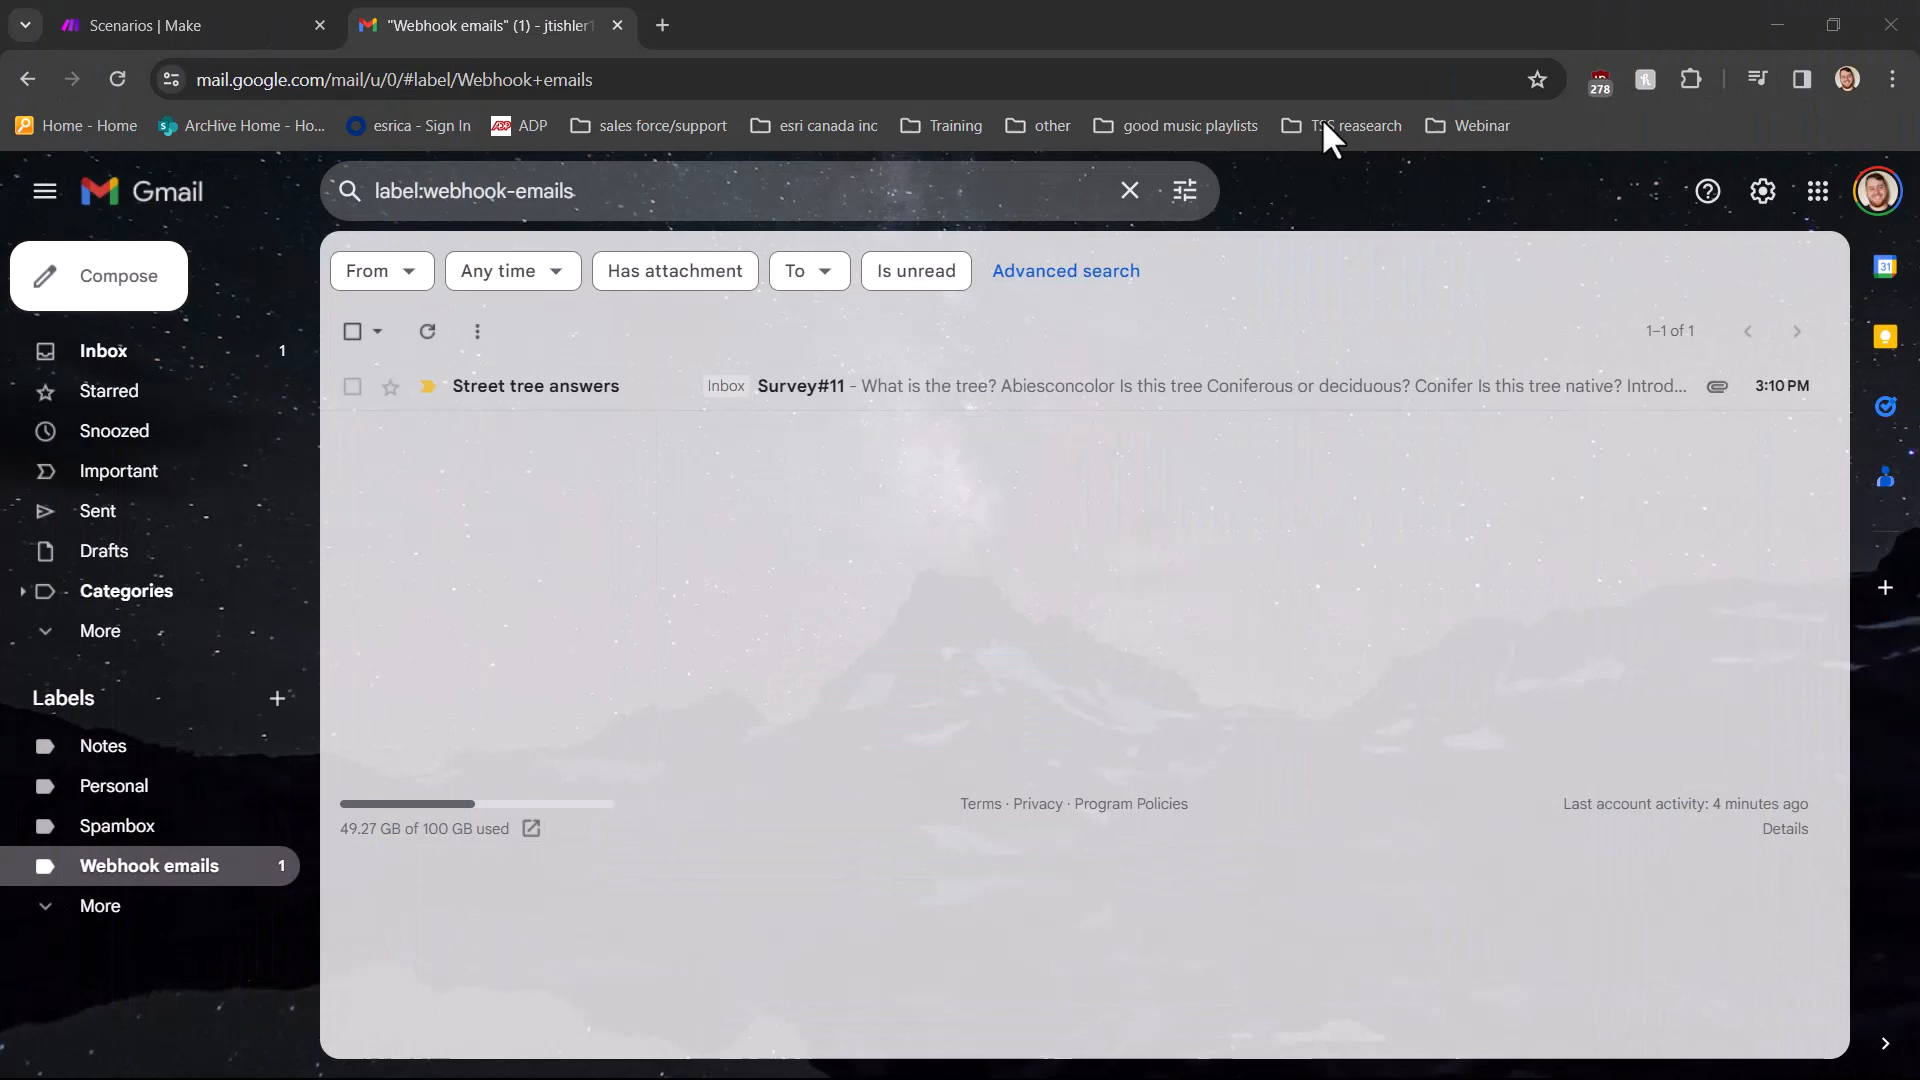 Scenarios | Make
"Webhook emails" (1) - jtishler1
mail.google.com/mail/u/0/#label/Webhook+emails
278
Home - Home
ArcHive Home - Ho...
esrica - Sign In
ADP
sales force/support
esri canada inc
Training
other
good music playlists
TSS reasearch
Webinar
Gmail
label:webhook-emails
Compose
From
Any time
Has attachment
To
Is unread
Advanced search
31
1–1 of 1
Inbox 1
Starred
Snoozed
Important
Sent
Drafts
Categories
More
Street tree answers
Inbox Survey#11 - What is the tree? Abiesconcolor Is this tree Coniferous or deciduous? Conifer Is this tree native? Introd...
3:10 PM
Labels
Notes
Personal
Spambox
Webhook emails 1
More
49.27 GB of 100 GB used
Terms · Privacy · Program Policies
Last account activity: 4 minutes ago
Details